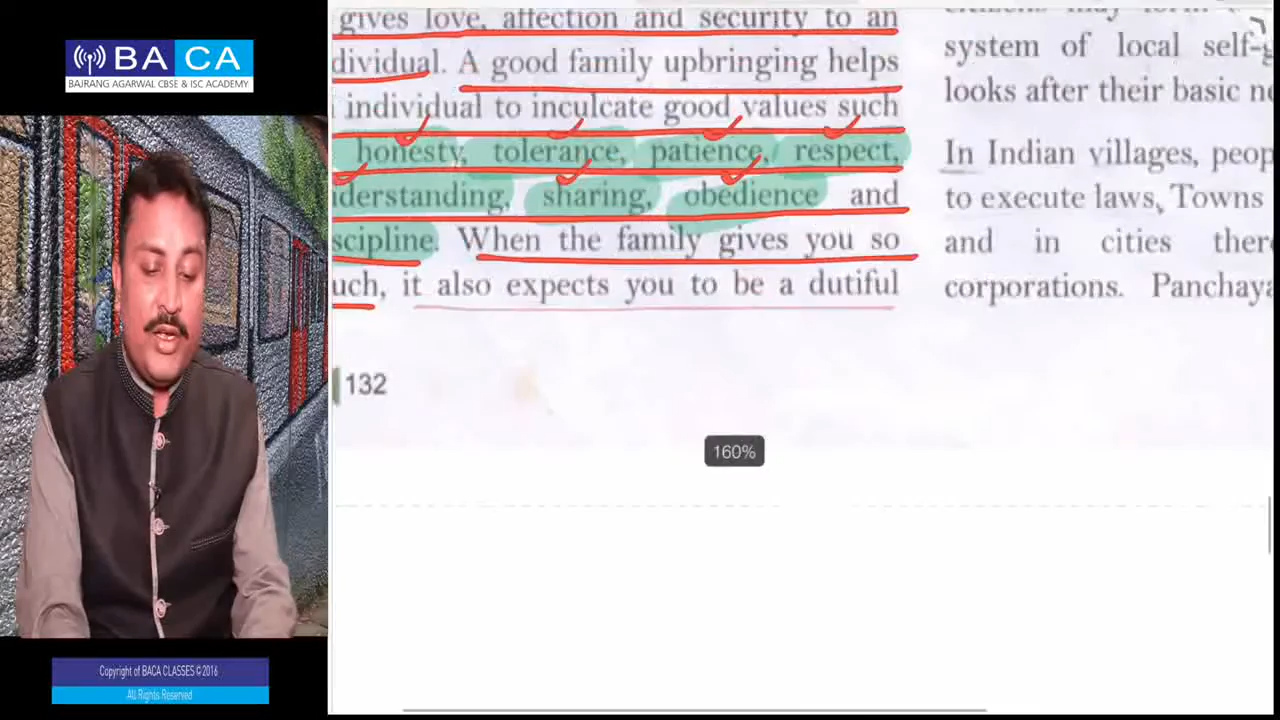 BACA
BAJRANG AGARWAL CBSE & ISC ACADEMY
gives love, affection and security to an
dividual. A good family upbringing helps
individual to inculcate good values such
honesty, tolerance, patience, respect,
derstanding, sharing, obedience and
scipline. When the family gives you so
uch, it also expects you to be a dutiful
132
system of local self-g
looks after their basic ne
In Indian villages, peop
to execute laws, Towns
and in cities there
corporations. Panchaya
160%
Copyright of BACA CLASSES ©2016
All Rights Reserved